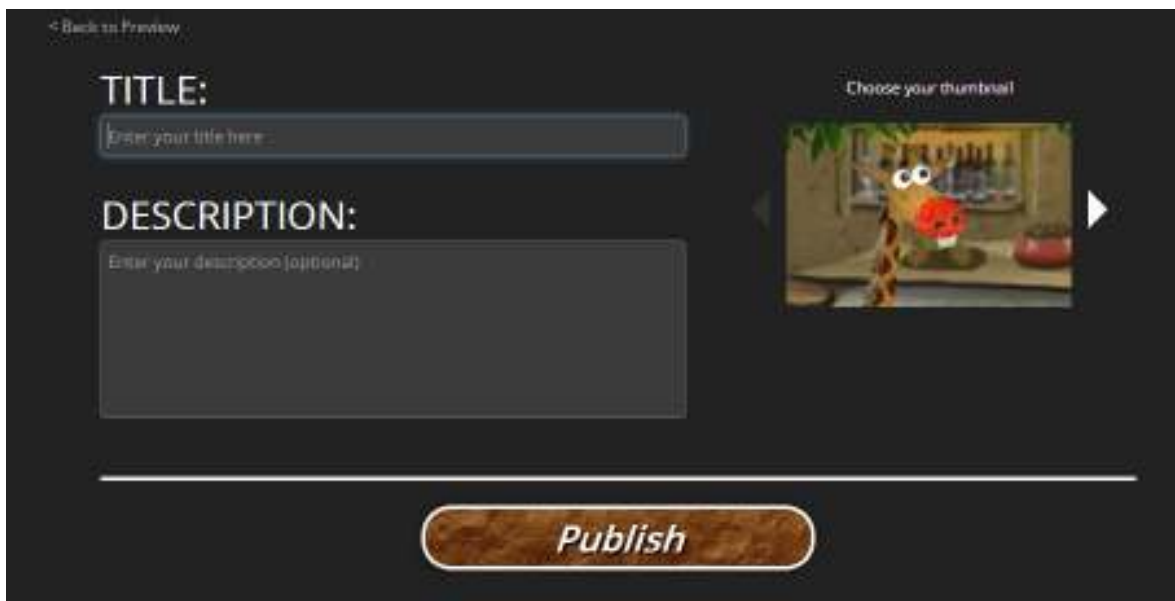 < Back to Preview
TITLE:
Enter your title here
DESCRIPTION:
Enter your description (optional)
Choose your thumbnail
Publish